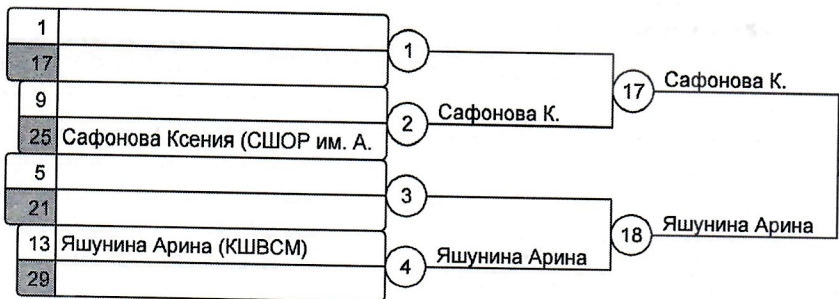 1
17
1
9
25 Сафонова Ксения (СШОР им. А.
2 Сафонова К.
17 Сафонова К.
5
21
3
13 Яшунина Арина (КШВСМ)
29
4 Яшунина Арина
18 Яшунина Арина